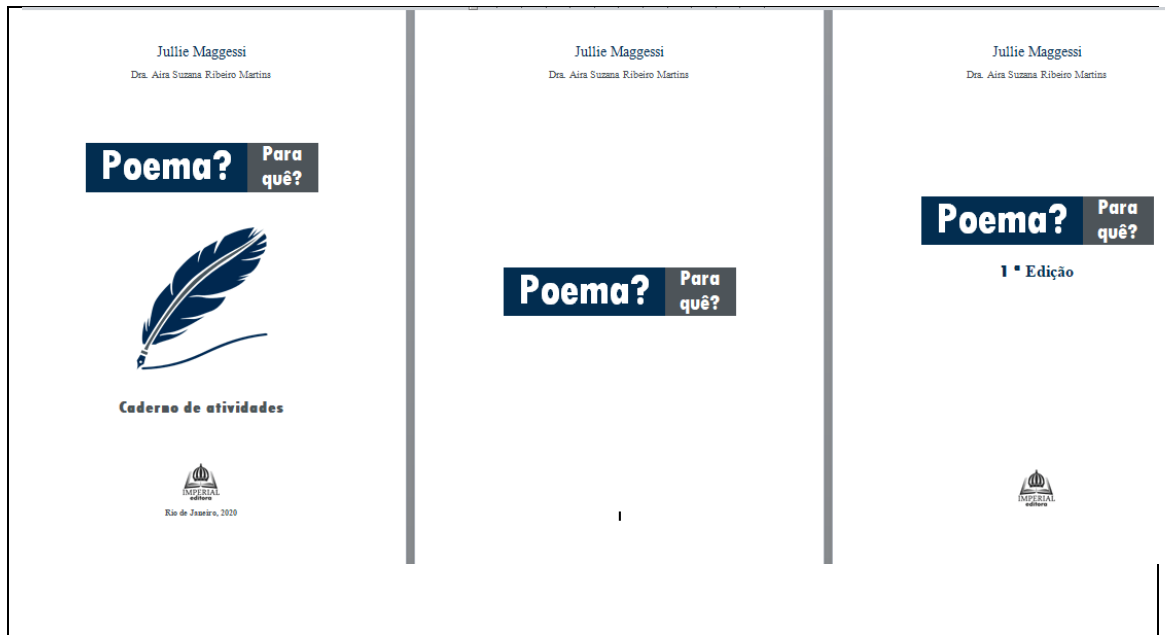 Jullie Maggessi
Dra. Aira Suzana Ribeiro Martins
Poema? Para quê?
Caderno de atividades
IMPERIAL
editora
Rio de Janeiro, 2020
Jullie Maggessi
Dra. Aira Suzana Ribeiro Martins
Poema? Para quê?
Jullie Maggessi
Dra. Aira Suzana Ribeiro Martins
Poema? Para quê?
1ª Edição
IMPERIAL
editora